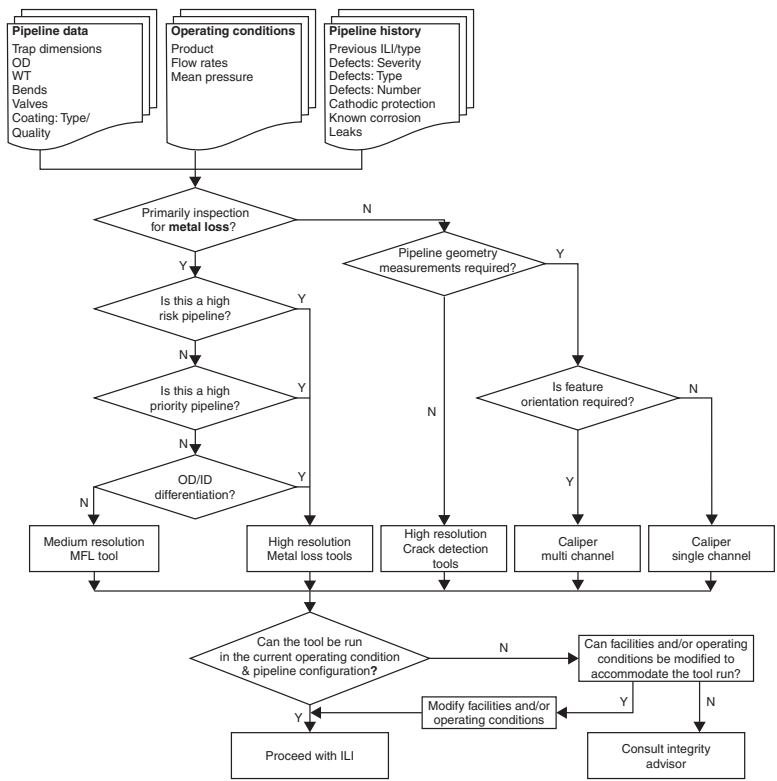 Pipeline data
Trap dimensions
OD
WT
Bends
Valves
Coating: Type/
Quality
Operating conditions
Product
Flow rates
Mean pressure
Pipeline history
Previous ILI/type
Defects: Severity
Defects: Type
Defects: Number
Cathodic protection
Known corrosion
Leaks
Primarily inspection
for metal loss?
N
Y
Pipeline geometry
measurements required?
Y
N
Is this a high
risk pipeline?
Y
N
Is this a high
priority pipeline?
Y
N
Is feature
orientation required?
N
Y
OD/ID
differentiation?
Y
N
Medium resolution
MFL tool
High resolution
Metal loss tools
High resolution
Crack detection
tools
Caliper
multi channel
Caliper
single channel
Can the tool be run
in the current operating condition
& pipeline configuration?
N
Y
Can facilities and/or operating
conditions be modified to
accommodate the tool run?
Y
N
Modify facilities and/or
operating conditions
Proceed with ILI
Consult integrity
advisor